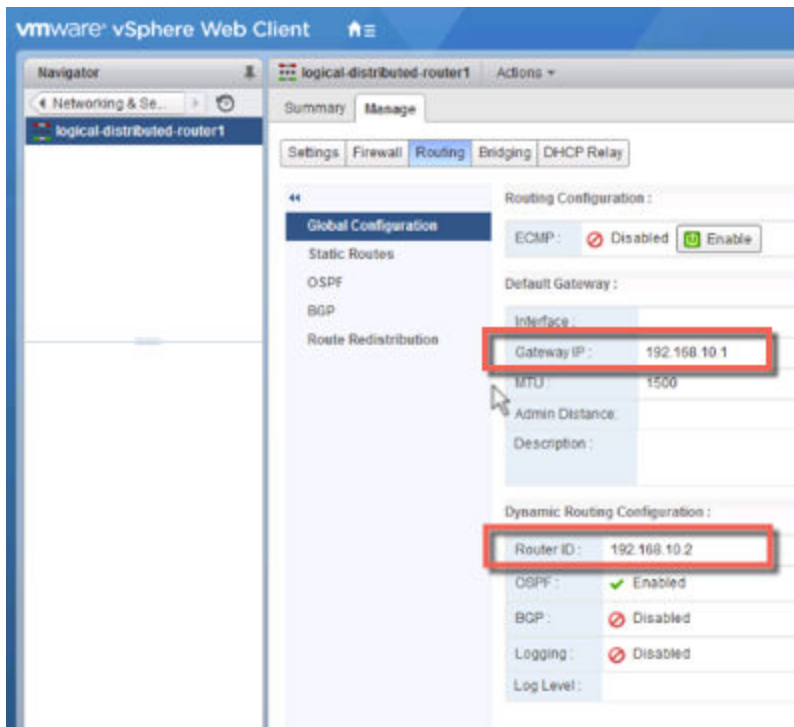 vmware® vSphere Web Client
Navigator
Networking & Se...
logical-distributed-router1
logical-distributed-router1 Actions
Summary Manage
Settings Firewall Routing Bridging DHCP Relay
Global Configuration
Static Routes
OSPF
BGP
Route Redistribution
Routing Configuration :
ECMP : Disabled Enable
Default Gateway :
Interface :
Gateway IP : 192.168.10.1
MTU : 1500
Admin Distance:
Description :
Dynamic Routing Configuration :
Router ID : 192.168.10.2
OSPF : Enabled
BGP : Disabled
Logging : Disabled
Log Level :